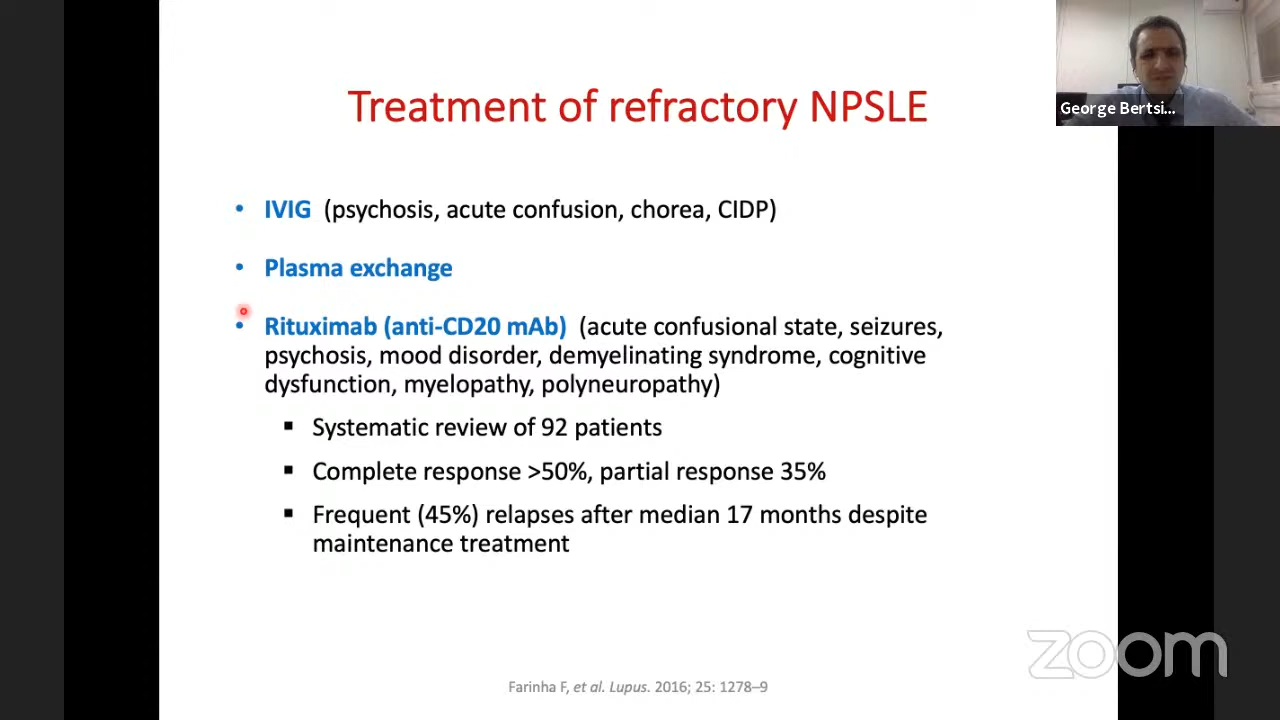 Treatment of refractory NPSLE
George Bertsi...
• IVIG (psychosis, acute confusion, chorea, CIDP)
• Plasma exchange
• Rituximab (anti-CD20 mAb) (acute confusional state, seizures,
psychosis, mood disorder, demyelinating syndrome, cognitive
dysfunction, myelopathy, polyneuropathy)
▪ Systematic review of 92 patients
▪ Complete response >50%, partial response 35%
▪ Frequent (45%) relapses after median 17 months despite
maintenance treatment
zoom
Farinha F, et al. Lupus. 2016; 25: 1278–9